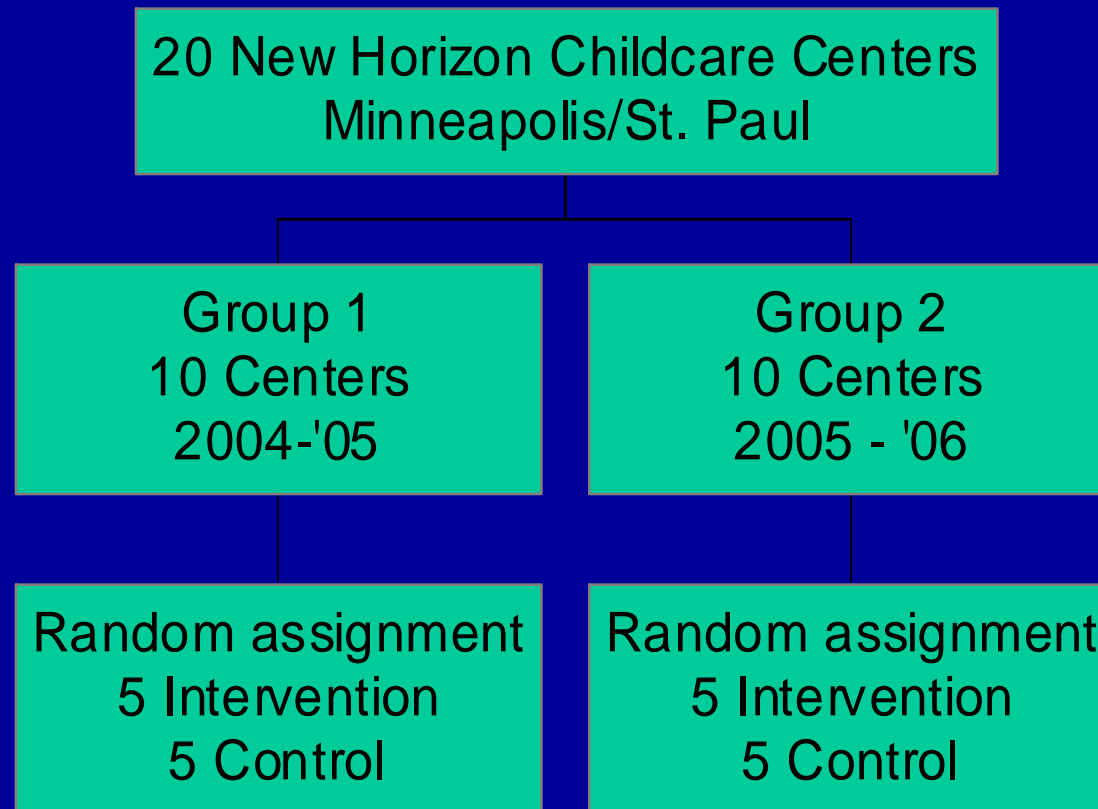 20 New Horizon Childcare Centers
Minneapolis/St. Paul
Group 1
10 Centers
2004-'05
Group 2
10 Centers
2005 - '06
Random assignment
5 Intervention
5 Control
Random assignment
5 Intervention
5 Control